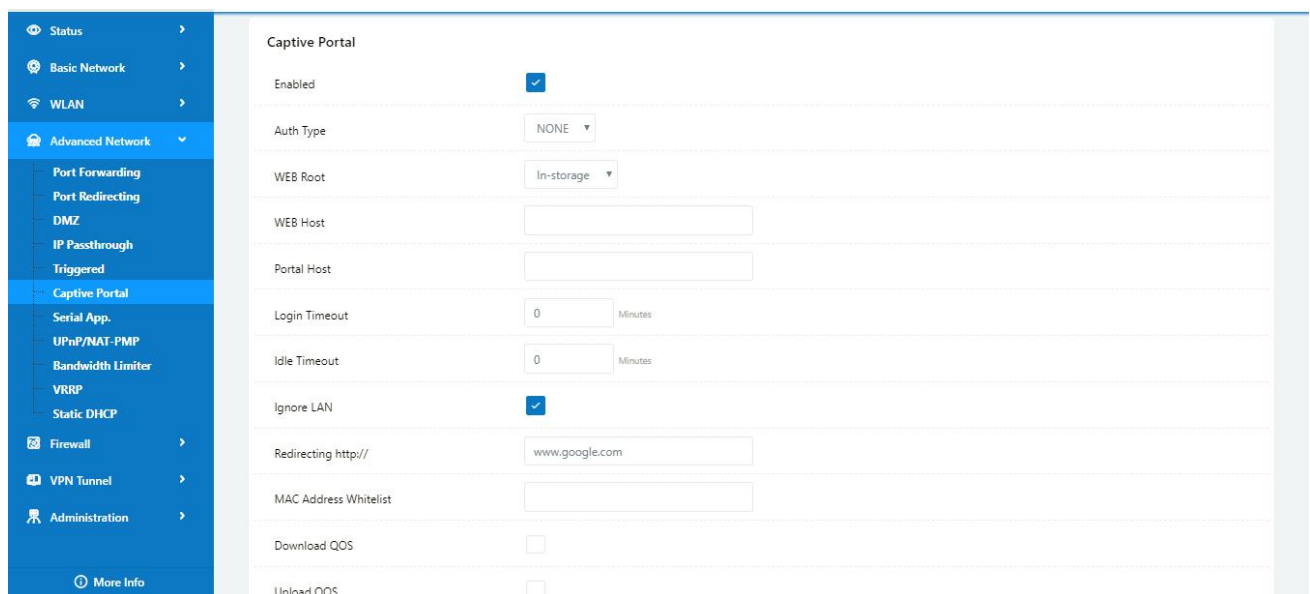 Status
Basic Network
WLAN
Advanced Network
Port Forwarding
Port Redirecting
DMZ
IP Passthrough
Triggered
Captive Portal
Serial App.
UPnP/NAT-PMP
Bandwidth Limiter
VRRP
Static DHCP
Firewall
VPN Tunnel
Administration
More Info
Captive Portal
Enabled
Auth Type NONE
WEB Root In-storage
WEB Host
Portal Host
Login Timeout 0 Minutes
Idle Timeout 0 Minutes
Ignore LAN
Redirecting http:// www.google.com
MAC Address Whitelist
Download QOS
Upload QOS